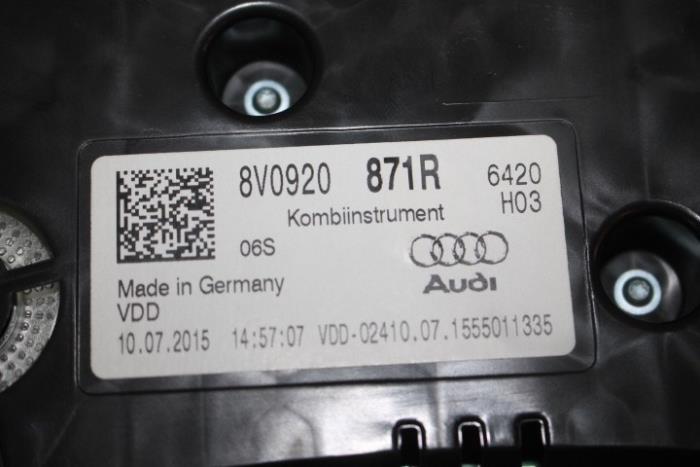 8V0920 871R 6420
Kombiinstrument H03
06S
Audi
Made in Germany
VDD
10.07.2015 14:57:07 VDD-02410.07.1555011335